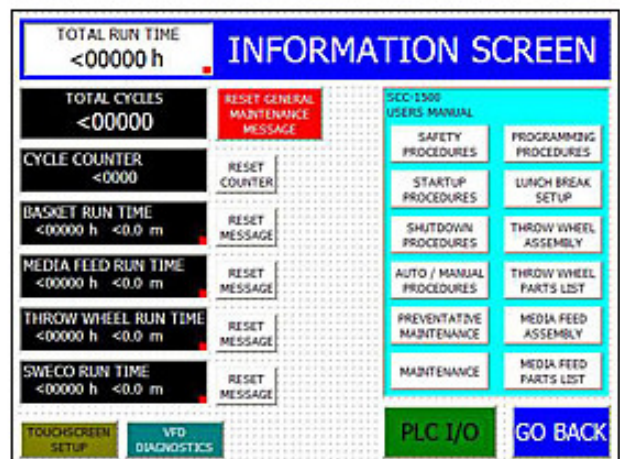 TOTAL RUN TIME
<00000 h
INFORMATION SCREEN
TOTAL CYCLES
<00000
RESET GENERAL
MAINTENANCE
MESSAGE
CYCLE COUNTER
<0000
RESET
COUNTER
BASKET RUN TIME
<00000 h <0.0 m
RESET
MESSAGE
MEDIA FEED RUN TIME
<00000 h <0.0 m
RESET
MESSAGE
THROW WHEEL RUN TIME
<00000 h <0.0 m
RESET
MESSAGE
SWECO RUN TIME
<00000 h <0.0 m
RESET
MESSAGE
TOUCHSCREEN
SETUP
VFD
DIAGNOSTICS
SCC-1500
USERS MANUAL
SAFETY
PROCEDURES
PROGRAMMING
PROCEDURES
STARTUP
PROCEDURES
LUNCH BREAK
SETUP
SHUTDOWN
PROCEDURES
THROW WHEEL
ASSEMBLY
AUTO / MANUAL
PROCEDURES
THROW WHEEL
PARTS LIST
PREVENTATIVE
MAINTENANCE
MEDIA FEED
ASSEMBLY
MAINTENANCE
MEDIA FEED
PARTS LIST
PLC I/O
GO BACK